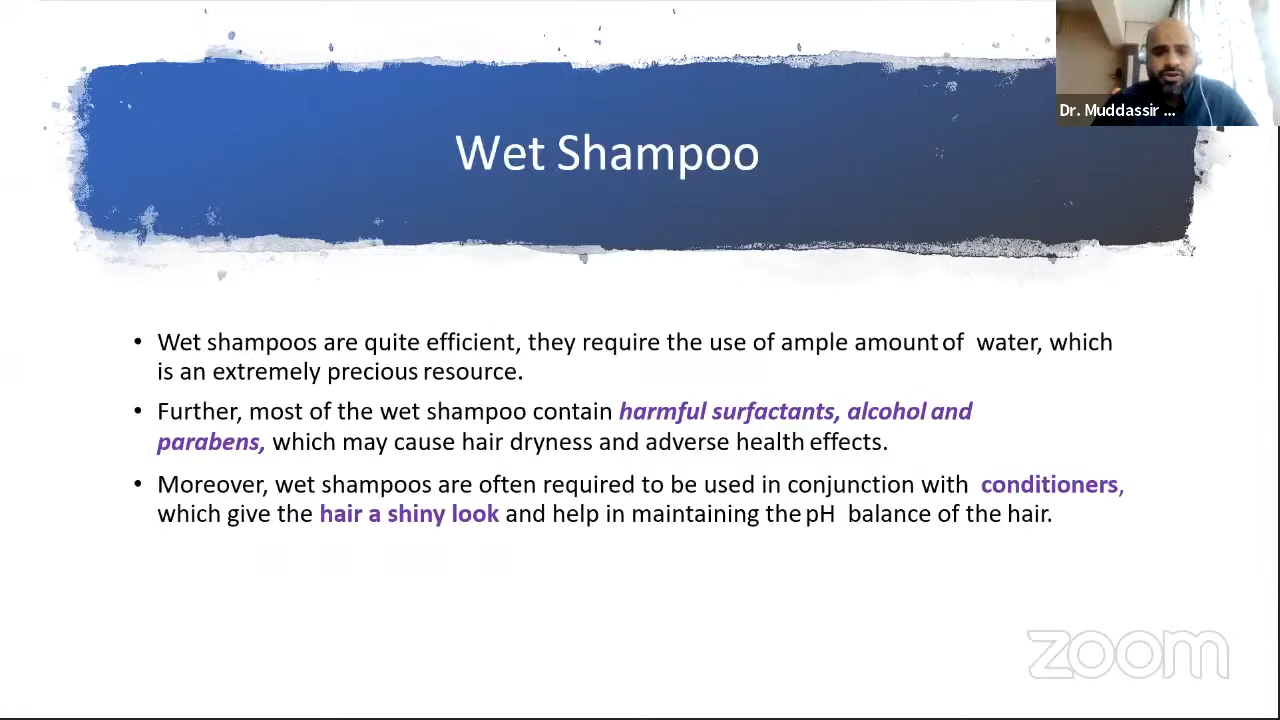 Dr. Muddassir ...
Wet Shampoo
• Wet shampoos are quite efficient, they require the use of ample amount of water, which
is an extremely precious resource.
• Further, most of the wet shampoo contain harmful surfactants, alcohol and
parabens, which may cause hair dryness and adverse health effects.
• Moreover, wet shampoos are often required to be used in conjunction with conditioners,
which give the hair a shiny look and help in maintaining the pH balance of the hair.
zoom